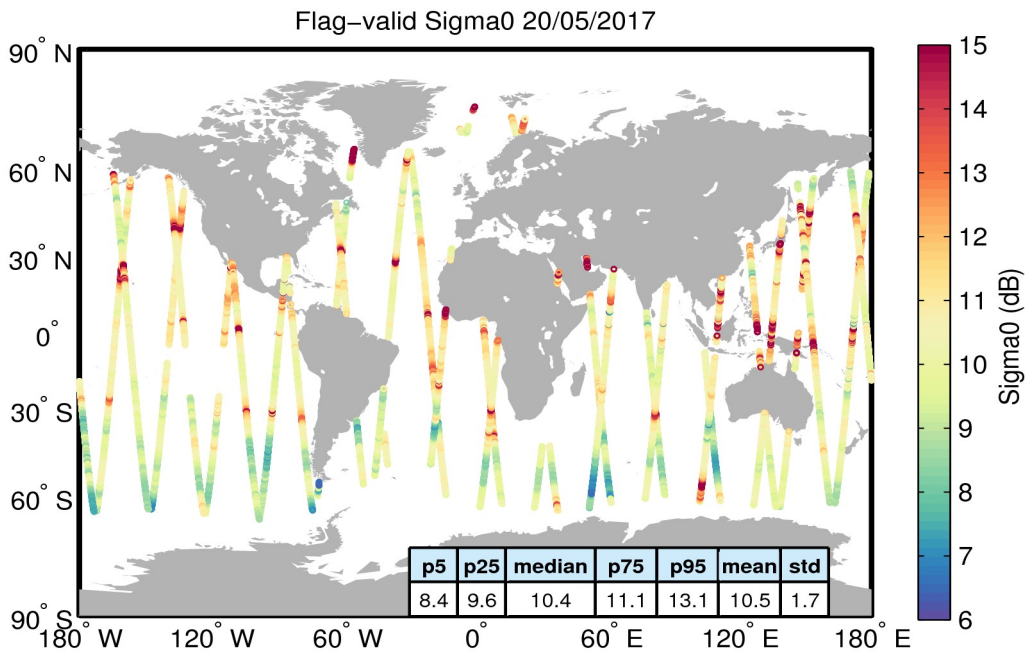 Flag−valid Sigma0 20/05/2017
90° N
60° N
30° N
0°
30° S
60° S
90° S
180° W
120° W
60° W
0°
60° E
120° E
180° E
p5 p25 median p75 p95 mean std
8.4 9.6 10.4 11.1 13.1 10.5 1.7
15
14
13
12
11
10
9
8
7
6
Sigma0 (dB)